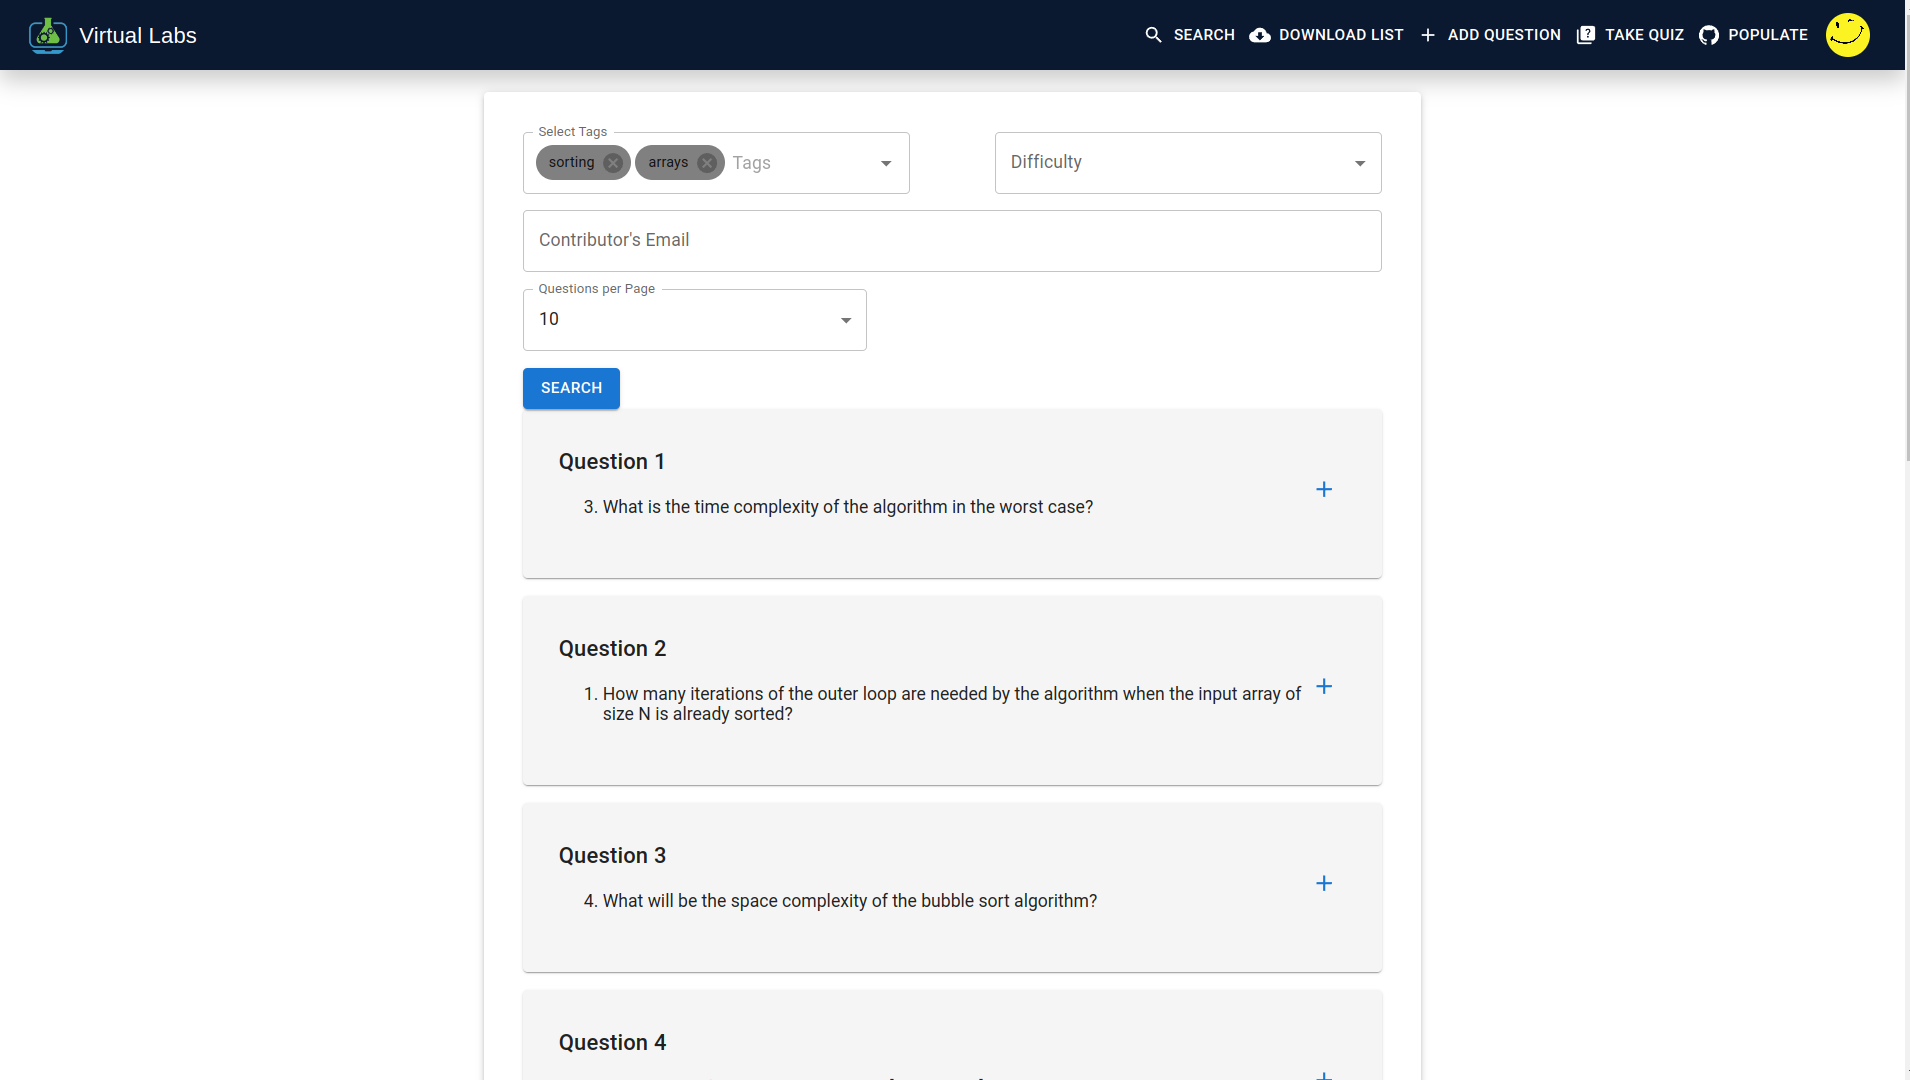 Virtual Labs
SEARCH
DOWNLOAD LIST
ADD QUESTION
TAKE QUIZ
POPULATE
Select Tags
sorting
arrays
Tags
Difficulty
Contributor's Email
Questions per Page
10
SEARCH
Question 1
3. What is the time complexity of the algorithm in the worst case?
Question 2
1. How many iterations of the outer loop are needed by the algorithm when the input array of
size N is already sorted?
Question 3
4. What will be the space complexity of the bubble sort algorithm?
Question 4